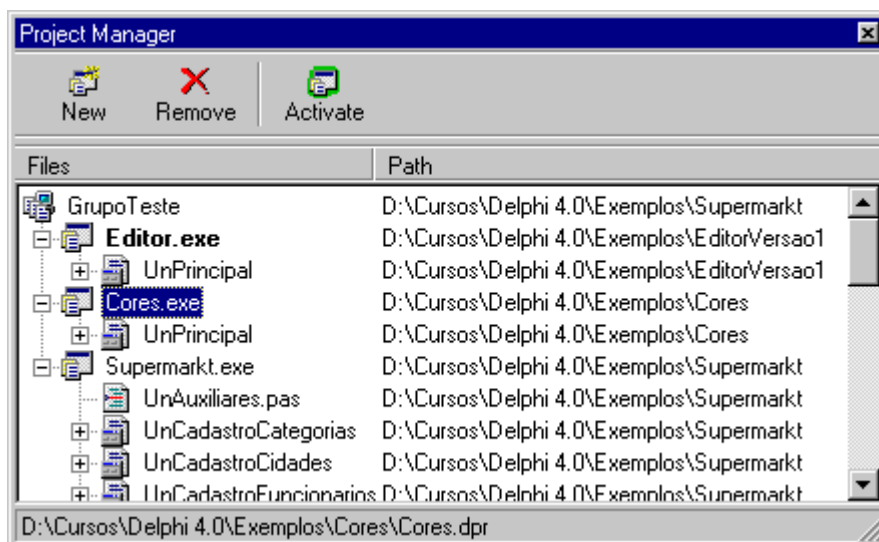 Project Manager
New Remove Activate
Files Path
GrupoTeste D:\Cursos\Delphi 4.0\Exemplos\Supermarkt
Editor.exe D:\Cursos\Delphi 4.0\Exemplos\EditorVersao1
UnPrincipal D:\Cursos\Delphi 4.0\Exemplos\EditorVersao1
Cores.exe D:\Cursos\Delphi 4.0\Exemplos\Cores
UnPrincipal D:\Cursos\Delphi 4.0\Exemplos\Cores
Supermarkt.exe D:\Cursos\Delphi 4.0\Exemplos\Supermarkt
UnAuxiliares.pas D:\Cursos\Delphi 4.0\Exemplos\Supermarkt
UnCadastroCategorias D:\Cursos\Delphi 4.0\Exemplos\Supermarkt
UnCadastroCidades D:\Cursos\Delphi 4.0\Exemplos\Supermarkt
UnCadastroFuncionarios D:\Cursos\Delphi 4.0\Exemplos\Supermarkt
D:\Cursos\Delphi 4.0\Exemplos\Cores\Cores.dpr